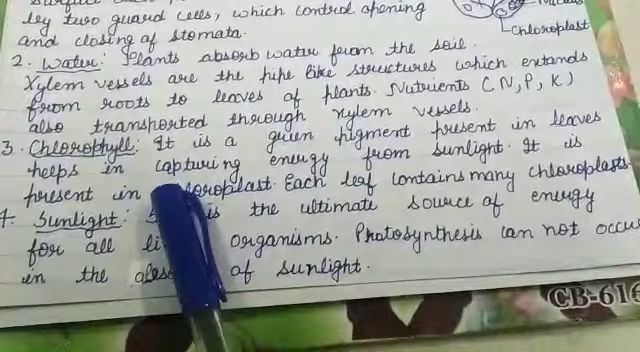 ley two guard cells, which control opening
and closing of stomata.
Chloroplast
2. Water: Plants absorb water from the soil.
Xylem vessels are the pipe like structures which entands
from roots to leaves of plants. Nutrients (N, P, K)
also transported through xylem vessels.
3. Chlorophyll: It is a green pigment present in leaves
helps in capturing energy from sunlight. It is
present in loroplast. Each leaf contains many chloroplasts.
4. Sunlight: is the ultimate source of energy
for all li organisms. Photosynthesis can not occu
in the abse of sunlight.
CB-616